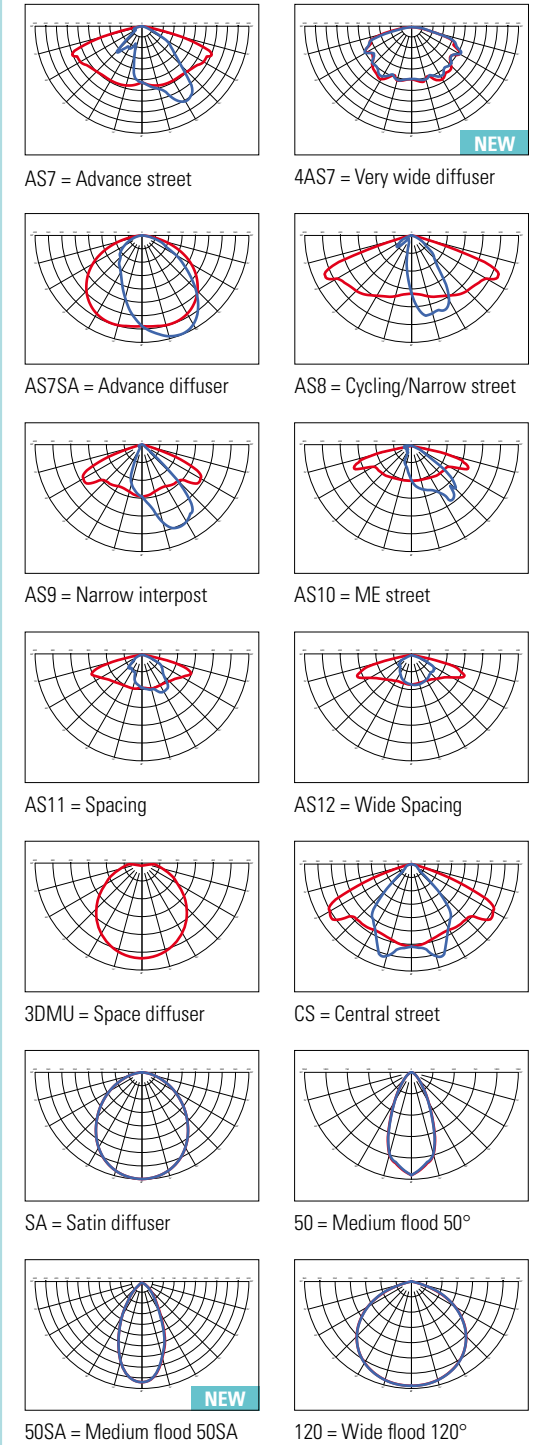 NEW
AS7 = Advance street
4AS7 = Very wide diffuser
AS7SA = Advance diffuser
AS8 = Cycling/Narrow street
AS9 = Narrow interpost
AS10 = ME street
AS11 = Spacing
AS12 = Wide Spacing
3DMU = Space diffuser
CS = Central street
SA = Satin diffuser
50 = Medium flood 50°
NEW
50SA = Medium flood 50SA
120 = Wide flood 120°